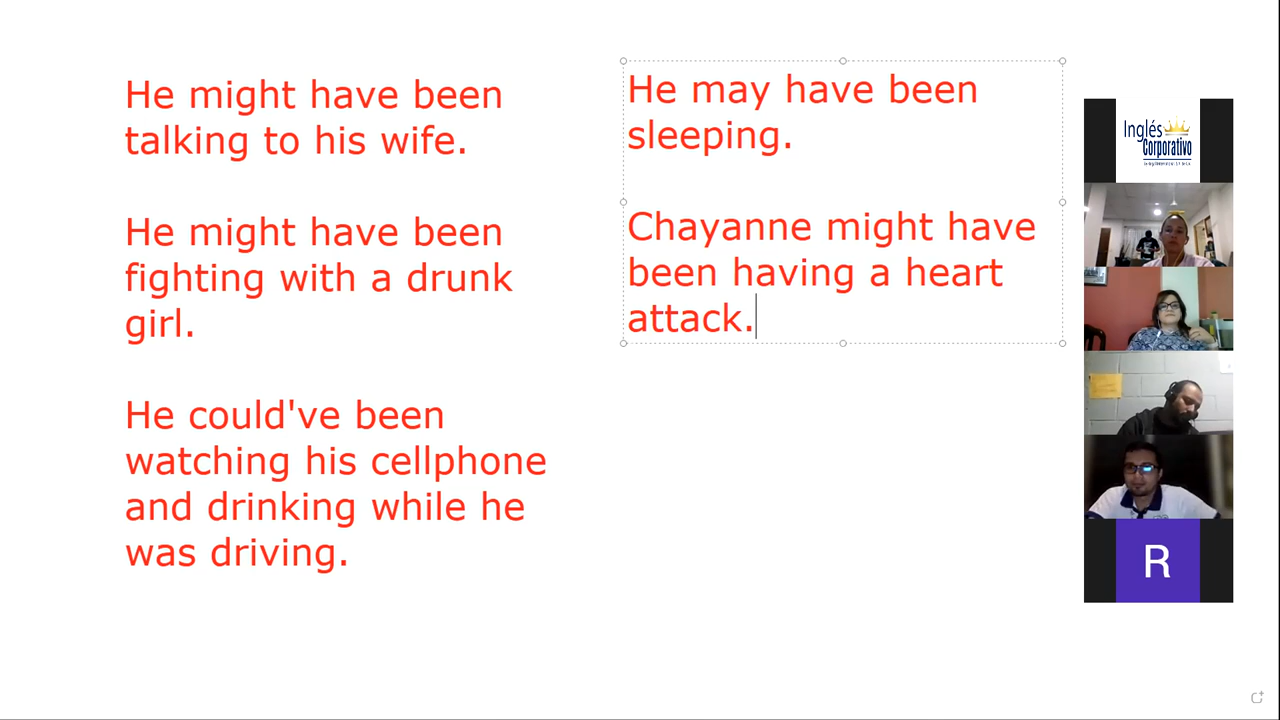 He might have been
talking to his wife.
He might have been
fighting with a drunk
girl.
He could've been
watching his cellphone
and drinking while he
was driving.
He may have been
sleeping.
Chayanne might have
been having a heart
attack.
Inglés
Corporativo
R